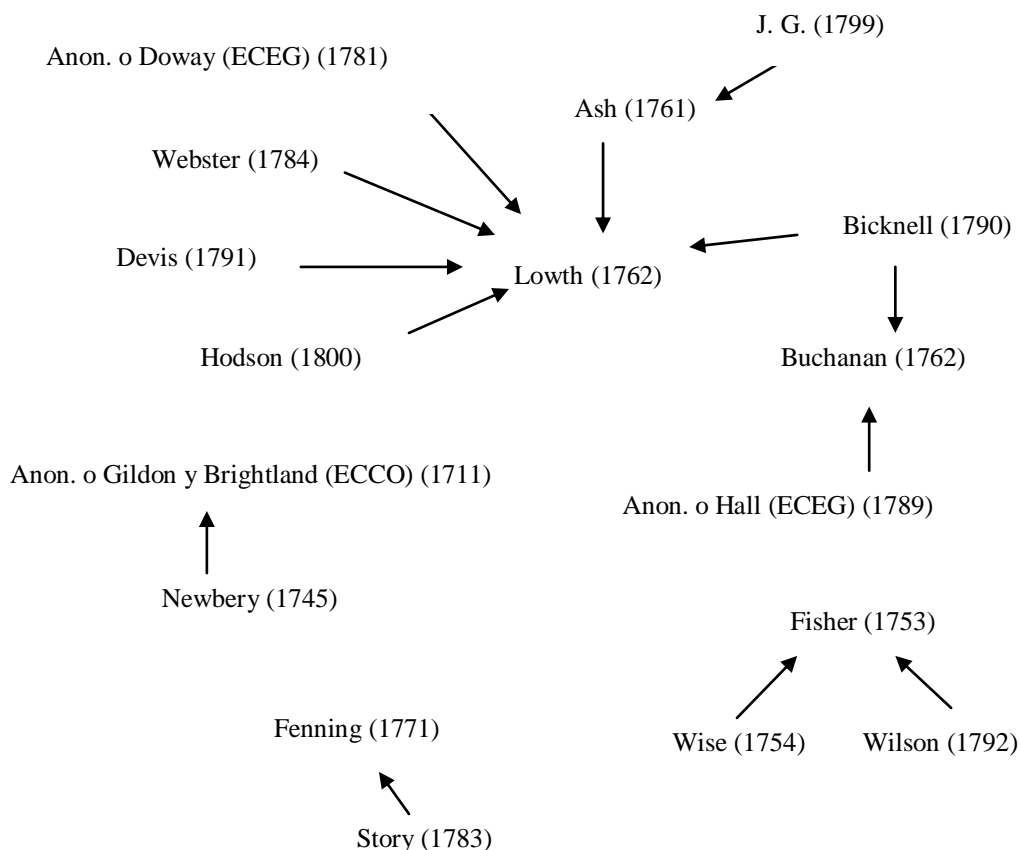 J. G. (1799)
Anon. o Doway (ECEG) (1781)
Ash (1761)
Webster (1784)
Bicknell (1790)
Devis (1791)
Lowth (1762)
Hodson (1800)
Buchanan (1762)
Anon. o Gildon y Brightland (ECCO) (1711)
Anon. o Hall (ECEG) (1789)
Newbery (1745)
Fisher (1753)
Fenning (1771)
Wise (1754)
Wilson (1792)
Story (1783)